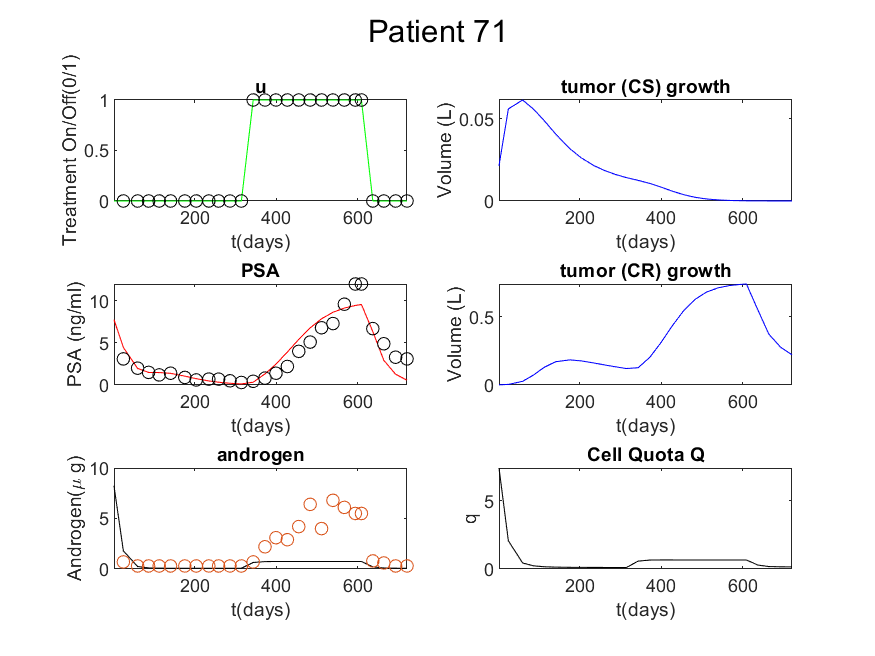 Patient 71
u
Treatment On/Off(0/1)
1
0.5
0
200 400 600
t(days)
tumor (CS) growth
Volume (L)
0.05
0
200 400 600
t(days)
PSA
PSA (ng/ml)
10
5
0
200 400 600
t(days)
tumor (CR) growth
Volume (L)
0.5
0
200 400 600
t(days)
androgen
Androgen(μ g)
10
5
0
200 400 600
t(days)
Cell Quota Q
q
5
0
200 400 600
t(days)